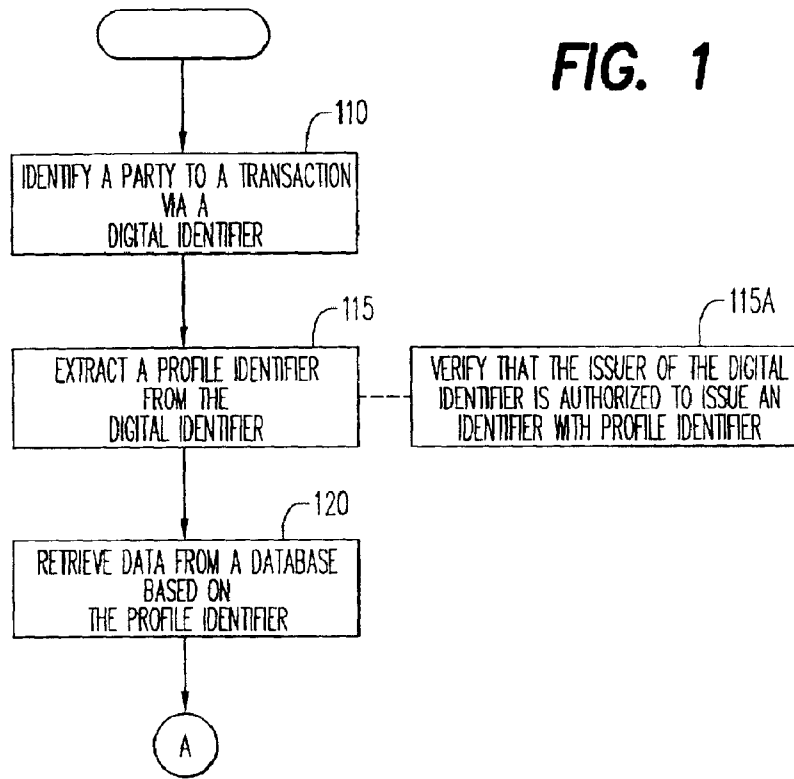 FIG. 1
110
IDENTIFY A PARTY TO A TRANSACTION
VIA A
DIGITAL IDENTIFIER
115
EXTRACT A PROFILE IDENTIFIER
FROM THE
DIGITAL IDENTIFIER
115A
VERIFY THAT THE ISSUER OF THE DIGITAL
IDENTIFIER IS AUTHORIZED TO ISSUE AN
IDENTIFIER WITH PROFILE IDENTIFIER
120
RETRIEVE DATA FROM A DATABASE
BASED ON
THE PROFILE IDENTIFIER
A